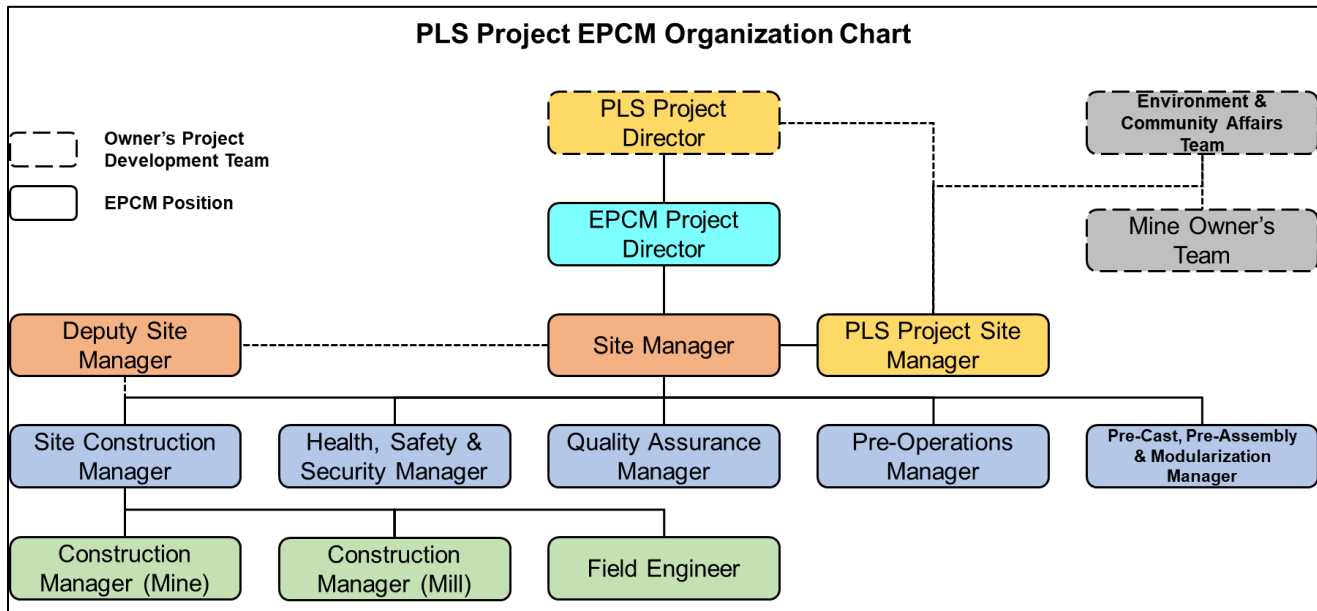 PLS Project EPCM Organization Chart
Owner's Project
Development Team
EPCM Position
PLS Project
Director
Environment &
Community Affairs
Team
EPCM Project
Director
Mine Owner's
Team
Deputy Site
Manager
Site Manager
PLS Project Site
Manager
Site Construction
Manager
Health, Safety &
Security Manager
Quality Assurance
Manager
Pre-Operations
Manager
Pre-Cast, Pre-Assembly
& Modularization
Manager
Construction
Manager (Mine)
Construction
Manager (Mill)
Field Engineer